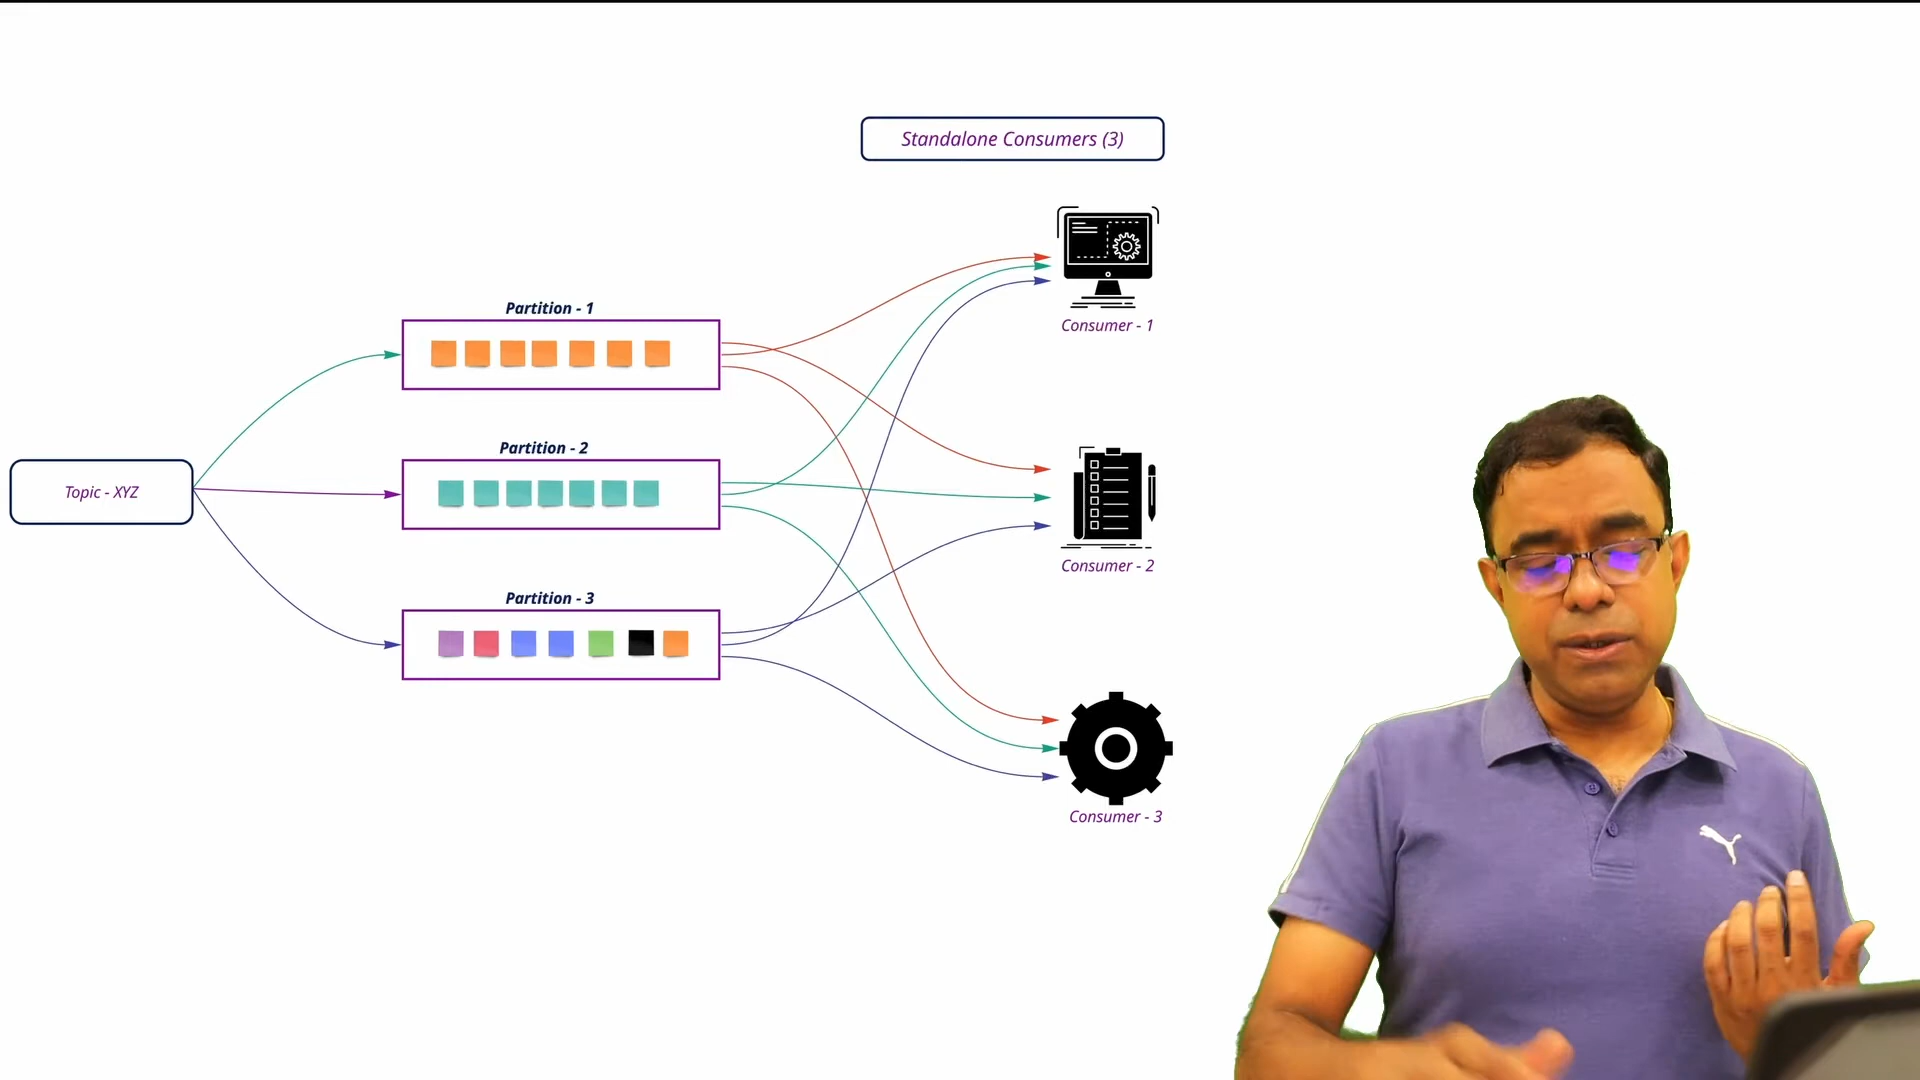 Standalone Consumers (3)
Consumer - 1
Partition - 1
Partition - 2
Topic - XYZ
Consumer - 2
Partition - 3
Consumer - 3